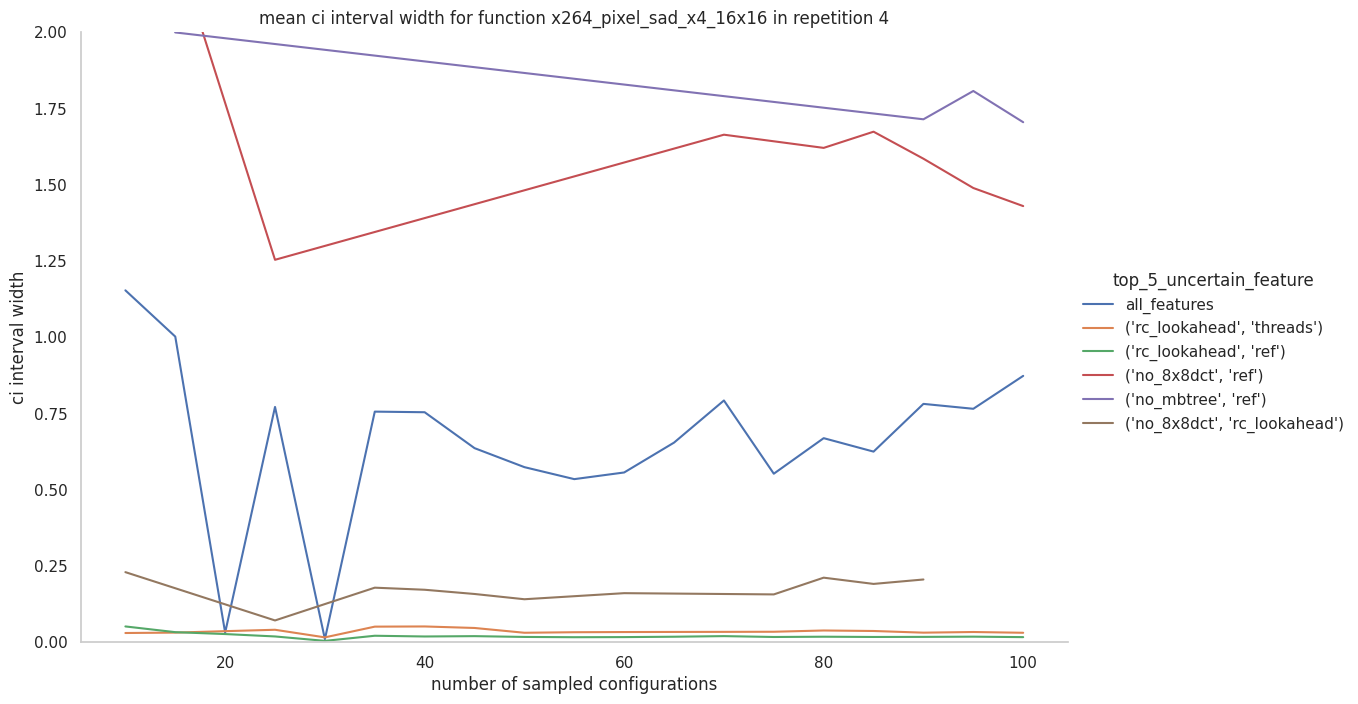 mean ci interval width for function x264_pixel_sad_x4_16x16 in repetition 4
2.00
1.75
1.50
1.25
1.00
0.75
0.50
0.25
0.00
ci interval width
20
40
60
80
100
number of sampled configurations
top_5_uncertain_feature
all_features
('rc_lookahead', 'threads')
('rc_lookahead', 'ref')
('no_8x8dct', 'ref')
('no_mbtree', 'ref')
('no_8x8dct', 'rc_lookahead')